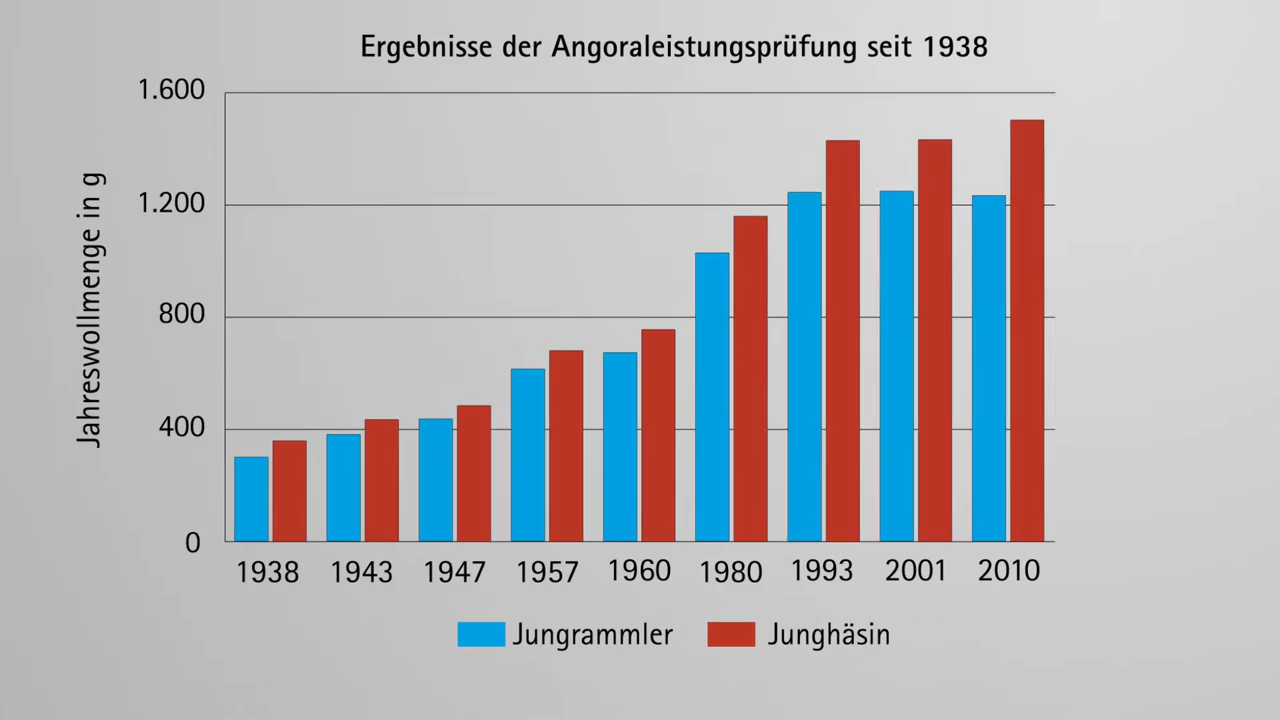 Ergebnisse der Angoraleistungsprüfung seit 1938
Jahreswollmenge in g
1.600
1.200
800
400
0
1938 1943 1947 1957 1960 1980 1993 2001 2010
Jungrammler Junghäsin